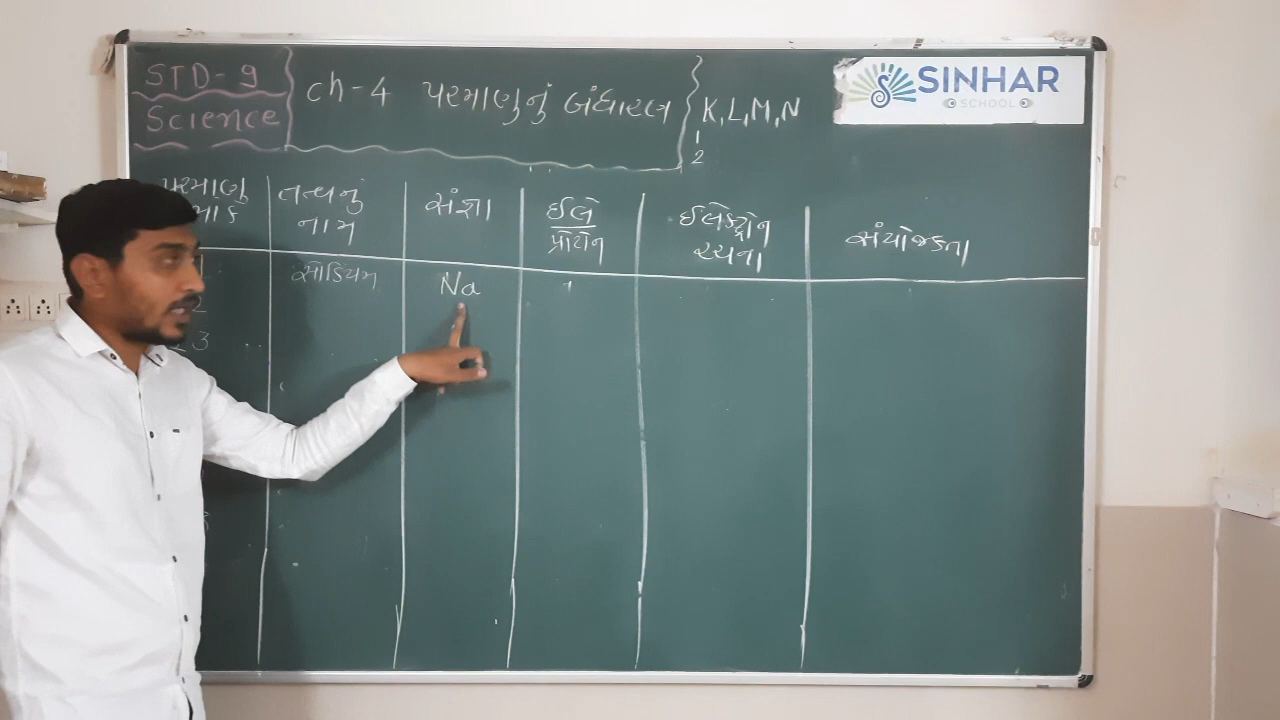 STD-9
Science
ch-4 પરમાણુનું બંધારણ
K, L, M, N
1
2
SINHAR
SCHOOL
પરમાણુ
તત્વનું
નામ
સંજ્ઞા
ઈલે
પ્રોટોન
ઈલેક્ટ્રોન
રચના
સંયોજકતા
સોડિયમ
Na